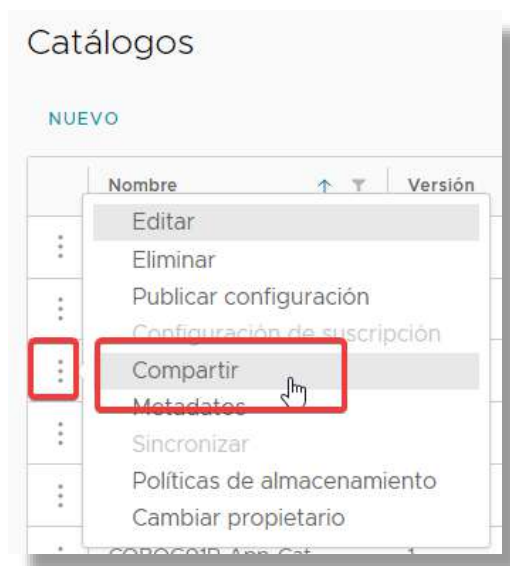 Catálogos
NUEVO
Nombre Versión
Editar
Eliminar
Publicar configuración
Configuración de suscripción
Compartir
Metadatos
Sincronizar
Políticas de almacenamiento
Cambiar propietario